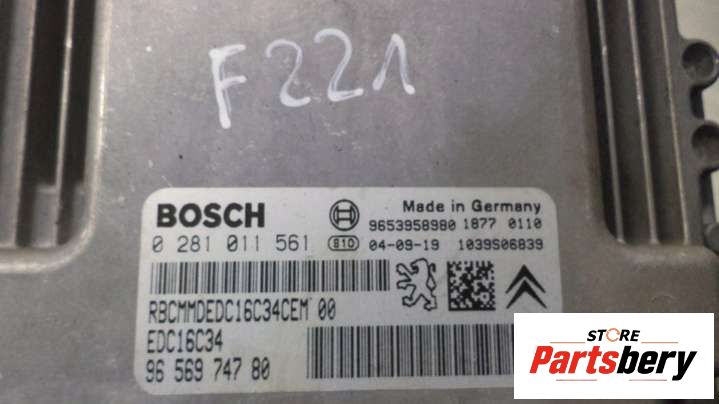 F221
BOSCH
Made in Germany
9653958980 1877 0110
0 281 011 561 810 04-09-19 1039S06839
RBCMMDEDC16C34CEM 00
EDC16C34
96 569 747 80
STORE
Partsbery